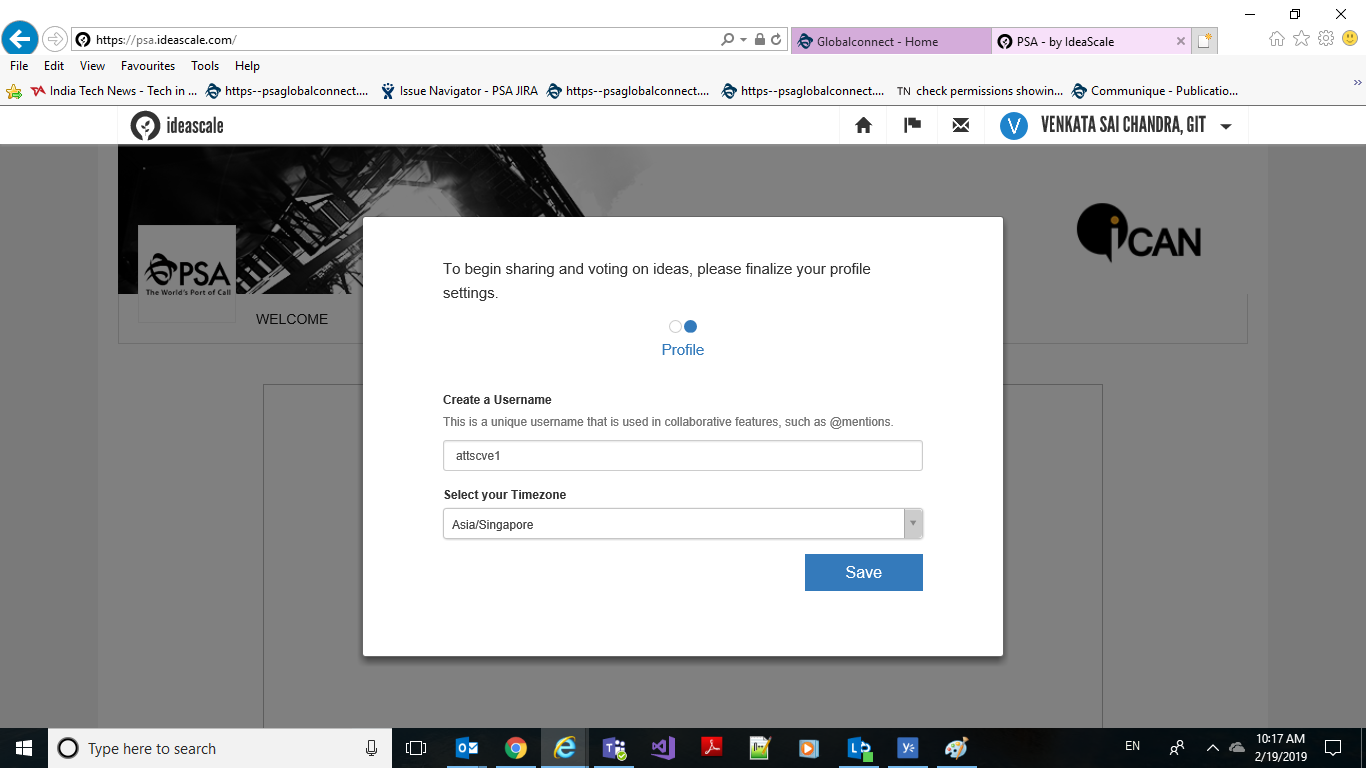 https://psa.ideascale.com/
Globalconnect - Home
PSA - by IdeaScale
File Edit View Favourites Tools Help
India Tech News - Tech in ...
https--psaglobalconnect....
Issue Navigator - PSA JIRA
https--psaglobalconnect....
https--psaglobalconnect....
TN check permissions showin...
Communique - Publicatio...
ideascale
V VENKATA SAI CHANDRA, GIT
PSA
The World's Port of Call
iCAN
WELCOME
To begin sharing and voting on ideas, please finalize your profile
settings.
Profile
Create a Username
This is a unique username that is used in collaborative features, such as @mentions.
attscve1
Select your Timezone
Asia/Singapore
Save
Type here to search
EN
10:17 AM
2/19/2019